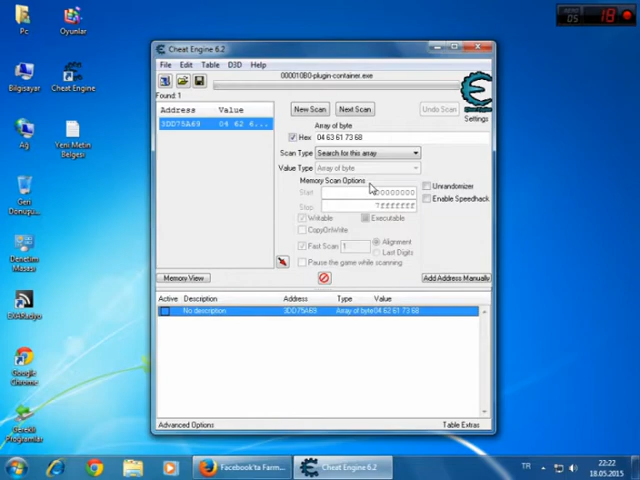 05
18
Pc
Oyunlar
Bilgisayar
Cheat Engine
Ağ
Yeni Metin
Belgesi
Geri
Dönüşü...
Denetim
Masası
Google
Chrome
Gerekli
Programlar
Cheat Engine 6.2
File Edit Table D3D Help
000010B0-plugin-container.exe
Found: 1
Address Value
3DD75A69 04 62 6...
New Scan Next Scan Undo Scan
Settings
Array of byte
Hex 04 63 61 73 68
Scan Type Search for this array
Value Type Array of byte
Memory Scan Options
Start
Stop 7fffffff
Unrandomizer
Enable Speedhack
Writable Executable
CopyOnWrite
Fast Scan 1 Alignment
Last Digits
Pause the game while scanning
Memory View Add Address Manually
Active Description Address Type Value
No description 3DD75A69 Array of byte 04 62 61 73 68
Advanced Options Table Extras
Facebook'ta Farm...
Cheat Engine 6.2
TR
22:22
18.05.2015